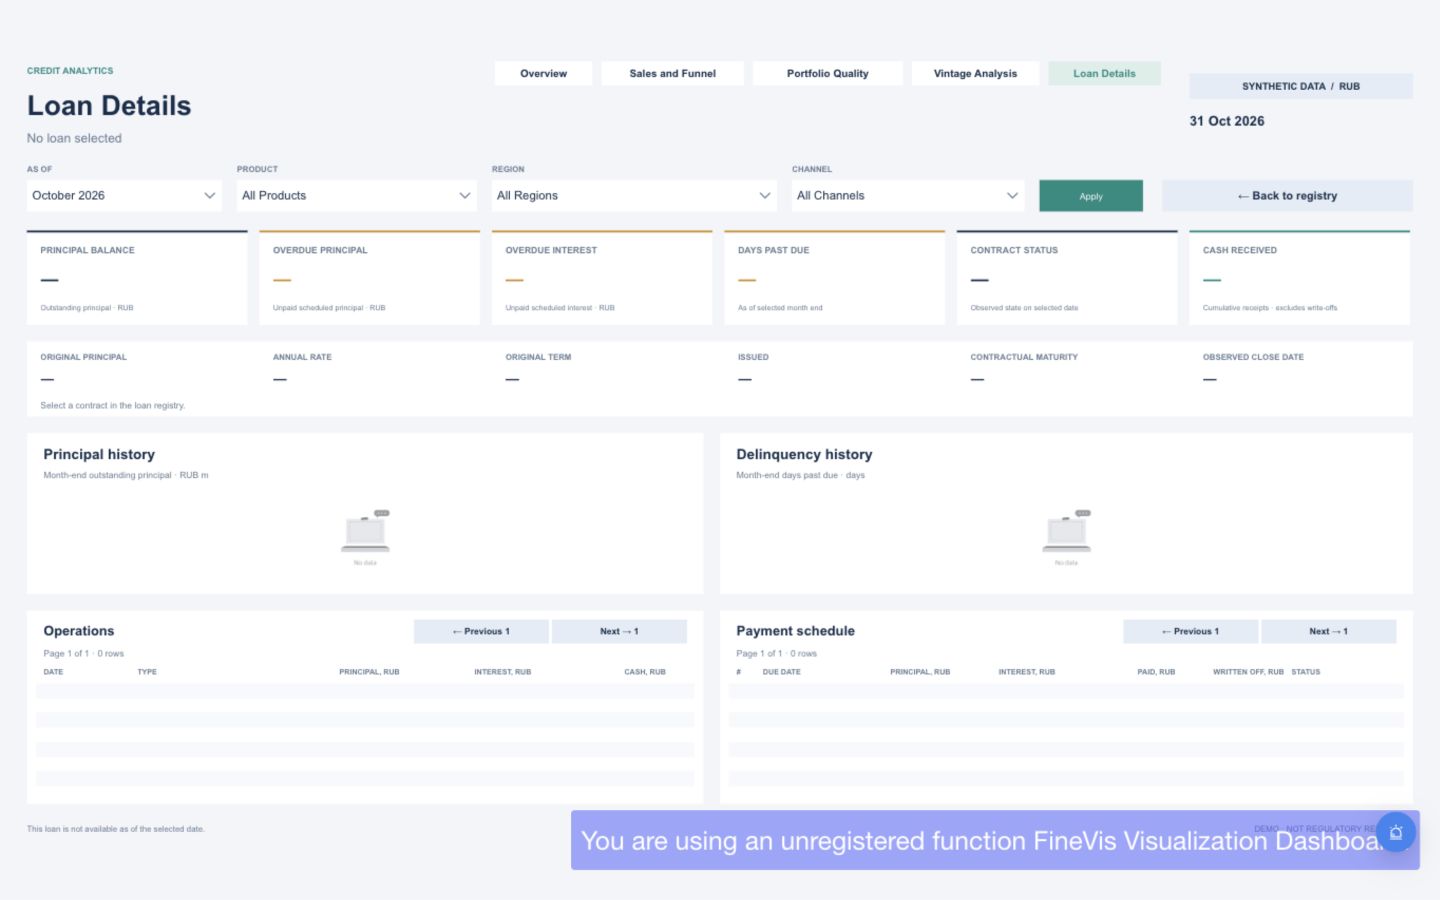 CREDIT ANALYTICS
Overview
Sales and Funnel
Portfolio Quality
Vintage Analysis
Loan Details
SYNTHETIC DATA / RUB
Loan Details
31 Oct 2026
No loan selected
AS OF
PRODUCT
REGION
CHANNEL
October 2026
All Products
All Regions
All Channels
Apply
← Back to registry
PRINCIPAL BALANCE
—
Outstanding principal · RUB
OVERDUE PRINCIPAL
—
Unpaid scheduled principal · RUB
OVERDUE INTEREST
—
Unpaid scheduled interest · RUB
DAYS PAST DUE
—
As of selected month end
CONTRACT STATUS
—
Observed state on selected date
CASH RECEIVED
—
Cumulative receipts · excludes write-offs
ORIGINAL PRINCIPAL
—
ANNUAL RATE
—
ORIGINAL TERM
—
ISSUED
—
CONTRACTUAL MATURITY
—
OBSERVED CLOSE DATE
—
Select a contract in the loan registry.
Principal history
Month-end outstanding principal · RUB m
No data
Delinquency history
Month-end days past due · days
No data
Operations
← Previous 1
Next → 1
Page 1 of 1 · 0 rows
DATE TYPE PRINCIPAL, RUB INTEREST, RUB CASH, RUB
Payment schedule
← Previous 1
Next → 1
Page 1 of 1 · 0 rows
# DUE DATE PRINCIPAL, RUB INTEREST, RUB PAID, RUB WRITTEN OFF, RUB STATUS
This loan is not available as of the selected date.
DEMO · NOT REGULATORY
You are using an unregistered function FineVis Visualization